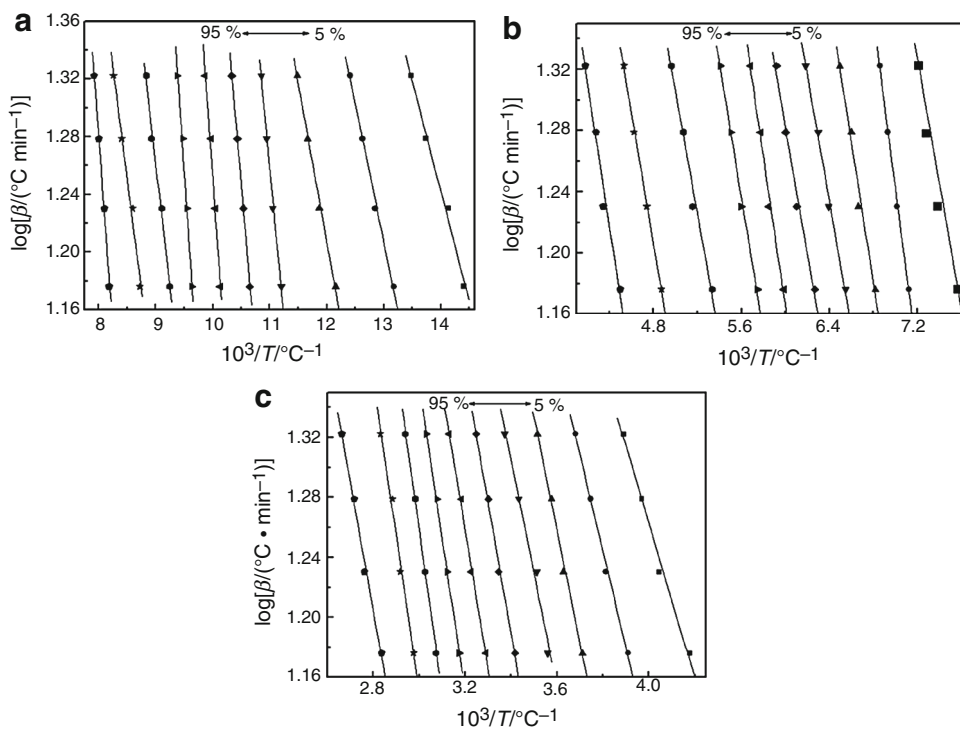 a
95 % 5 %
1.36
1.32
1.28
1.24
1.20
1.16
log[β/(°C min–1)]
8 9 10 11 12 13 14
10³/T/°C–1
b
95 % 5 %
1.32
1.28
1.24
1.20
1.16
log[β/(°C min–1)]
4.8 5.6 6.4 7.2
10³/T/°C–1
c
95 % 5 %
1.32
1.28
1.24
1.20
1.16
log[β/(°C • min–1)]
2.8 3.2 3.6 4.0
10³/T/°C–1